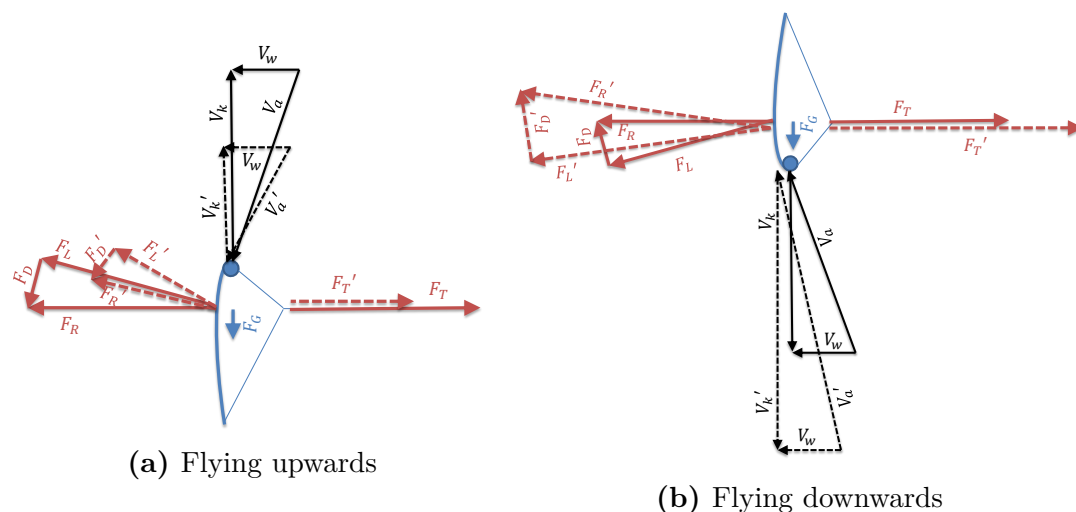 V_w
V_k
V_a
V_w
V_k'
V_a'
F_L
F_D'
F_L'
F_D
F_R'
F_R
F_T'
F_T
F_G
(a) Flying upwards
F_R'
F_D'
F_D
F_R
F_L'
F_L
F_G
F_T
F_T'
V_k
V_a
V_w
V_k'
V_a'
V_w
(b) Flying downwards